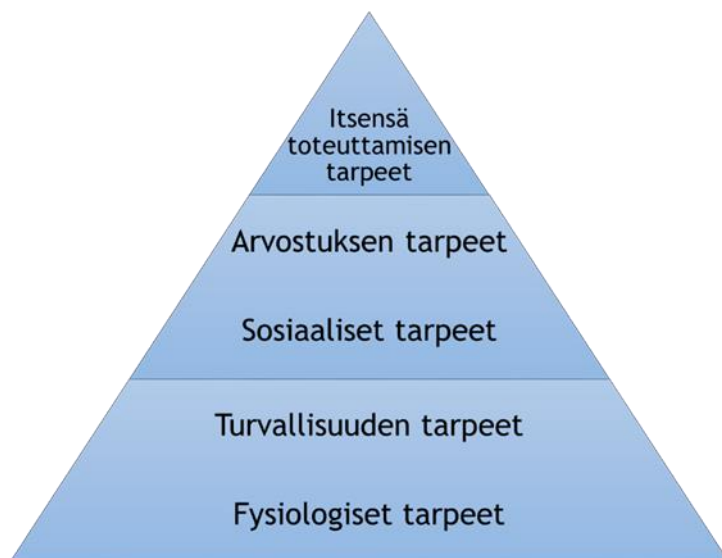 Itsensä
toteuttamisen
tarpeet
Arvostuksen tarpeet
Sosiaaliset tarpeet
Turvallisuuden tarpeet
Fysiologiset tarpeet